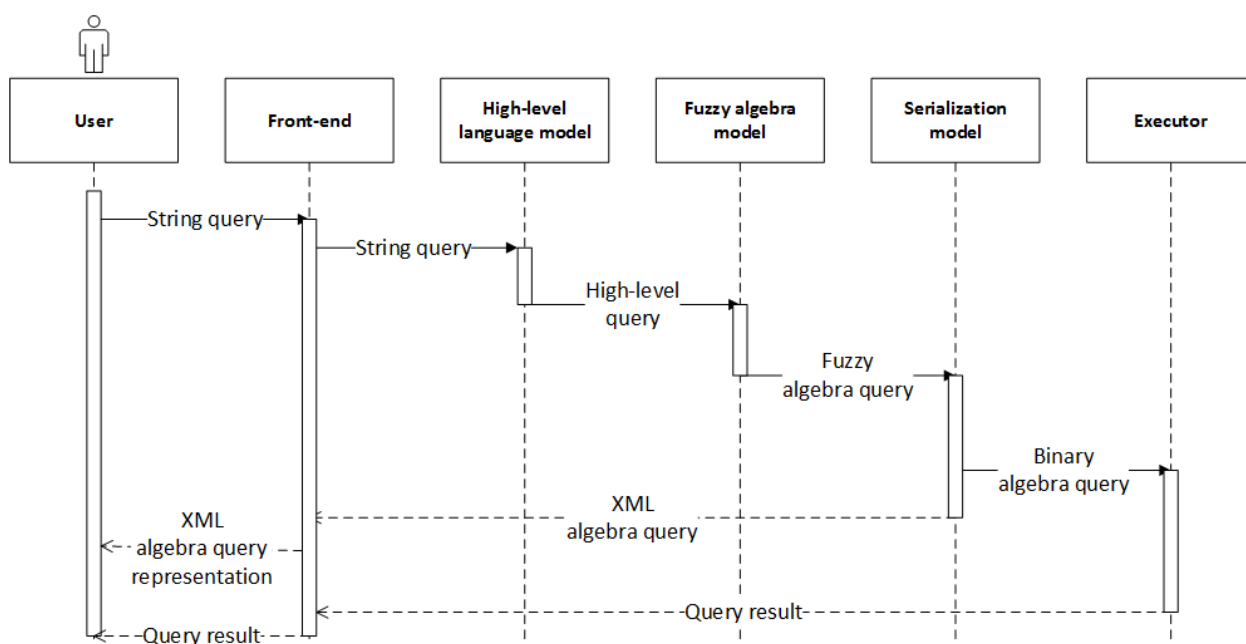 User
Front-end
High-level
language model
Fuzzy algebra
model
Serialization
model
Executor
String query
String query
High-level
query
Fuzzy
algebra query
Binary
algebra query
XML
algebra query
XML
algebra query
representation
Query result
Query result